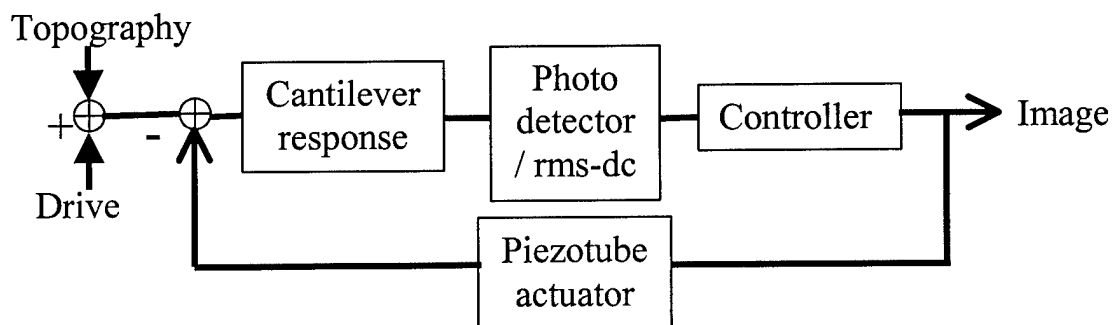 Topography
+
-
Drive
Cantilever
response
Photo
detector
/ rms-dc
Controller
Image
Piezotube
actuator